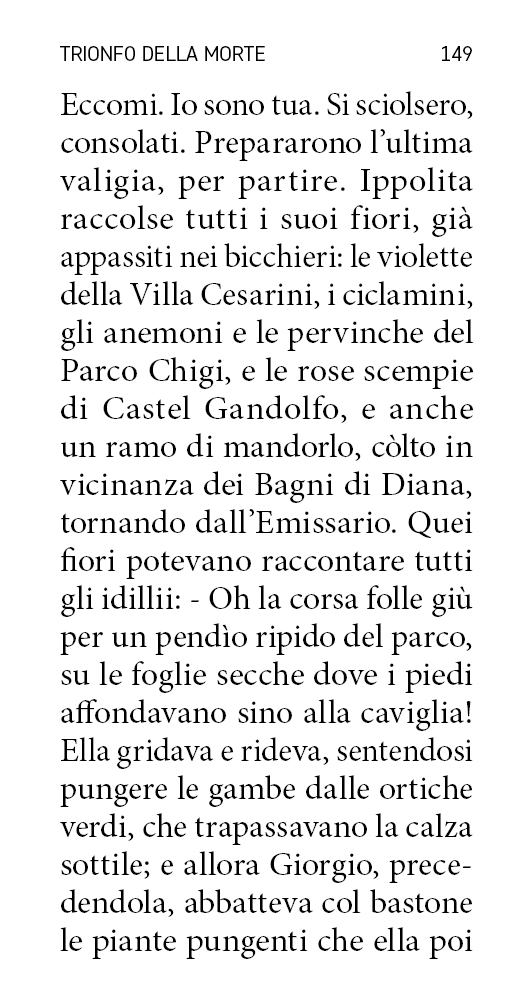 TRIONFO DELLA MORTE 149
Eccomi. Io sono tua. Si sciolsero,
consolati. Prepararono l’ultima
valigia, per partire. Ippolita
raccolse tutti i suoi fiori, già
appassiti nei bicchieri: le violette
della Villa Cesarini, i ciclamini,
gli anemoni e le pervinche del
Parco Chigi, e le rose scempie
di Castel Gandolfo, e anche
un ramo di mandorlo, còlto in
vicinanza dei Bagni di Diana,
tornando dall’Emissario. Quei
fiori potevano raccontare tutti
gli idillii: - Oh la corsa folle giù
per un pendìo ripido del parco,
su le foglie secche dove i piedi
affondavano sino alla caviglia!
Ella gridava e rideva, sentendosi
pungere le gambe dalle ortiche
verdi, che trapassavano la calza
sottile; e allora Giorgio, prece-
dendola, abbatteva col bastone
le piante pungenti che ella poi